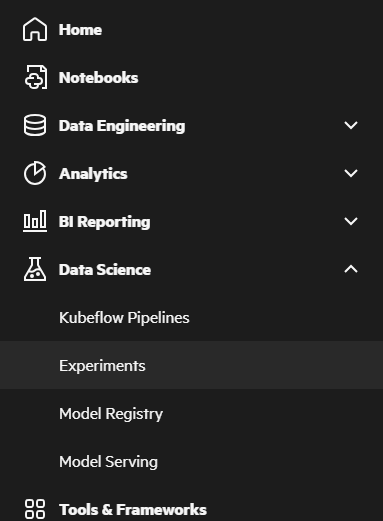 Home
Notebooks
Data Engineering
Analytics
BI Reporting
Data Science
Kubeflow Pipelines
Experiments
Model Registry
Model Serving
Tools & Frameworks